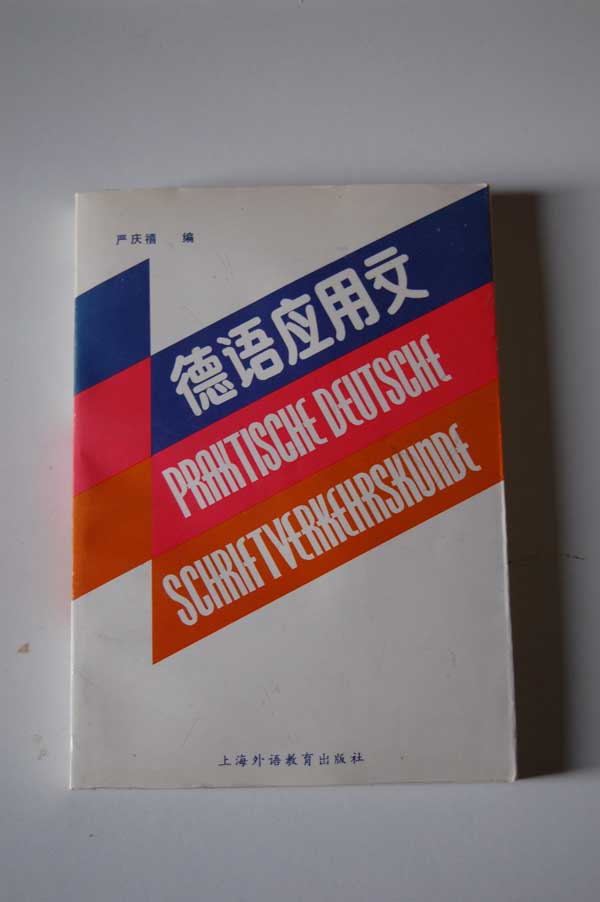 严庆禧 编
德语应用文
PRAKTISCHE DEUTSCHE
SCHRIFTVERKEHRSKUNDE
上海外语教育出版社